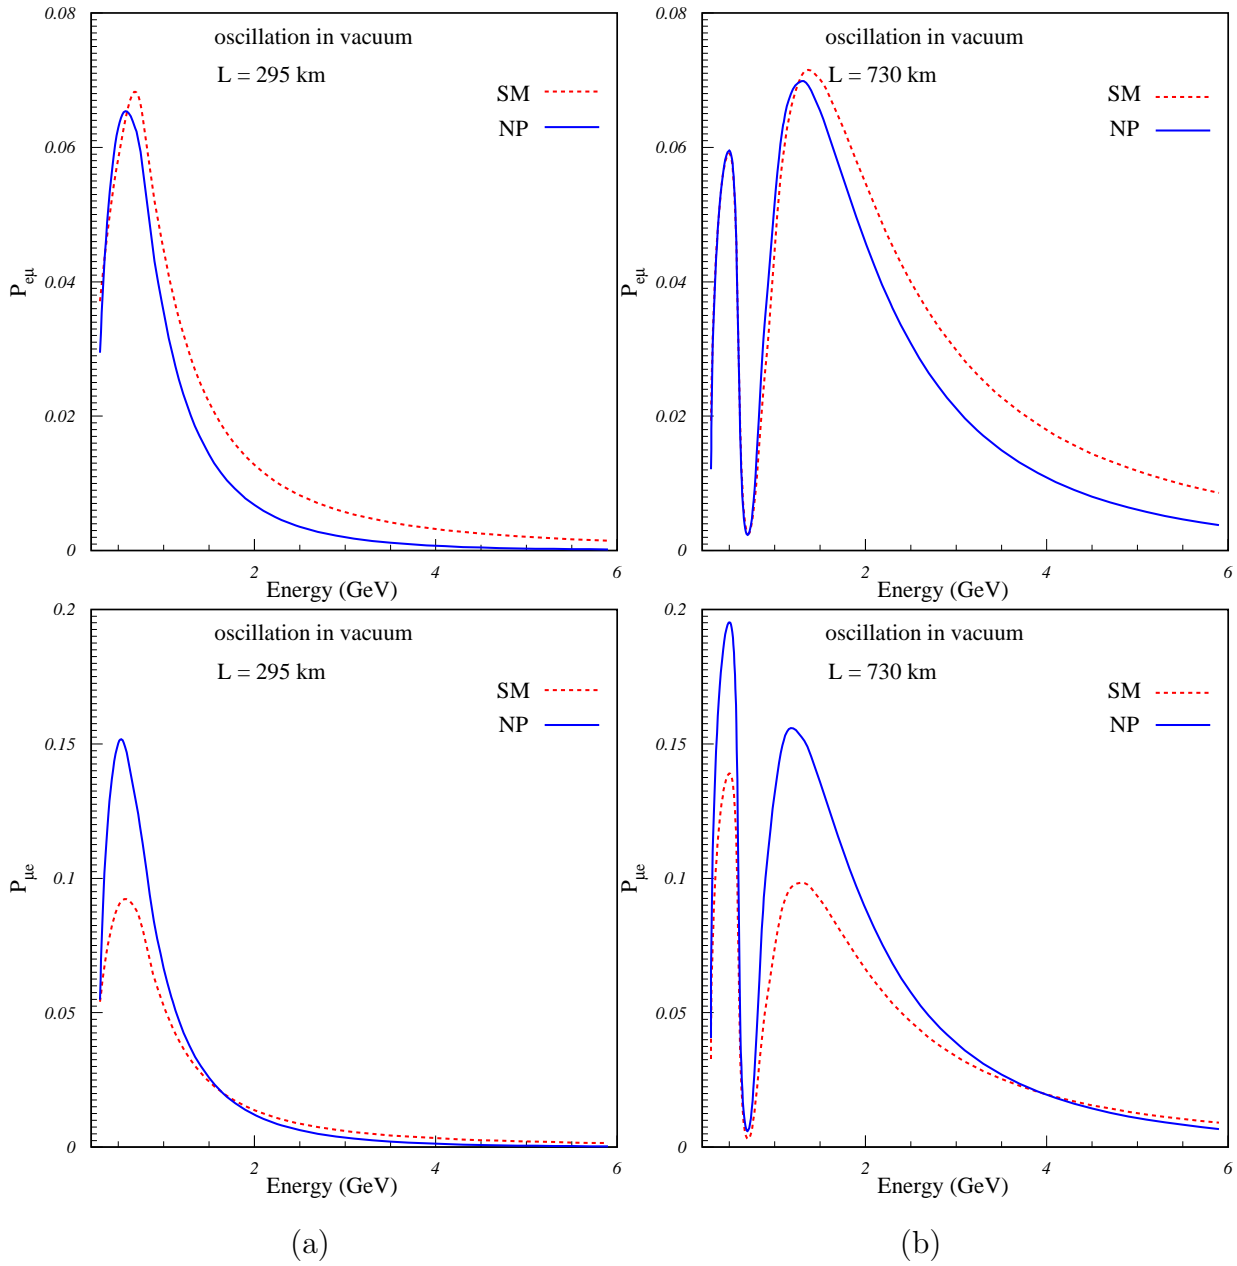 oscillation in vacuum
L = 295 km
SM
NP
0.08
0.06
0.04
0.02
0
2
4
6
P eμ
Energy (GeV)
oscillation in vacuum
L = 730 km
SM
NP
0.08
0.06
0.04
0.02
0
2
4
6
P eμ
Energy (GeV)
oscillation in vacuum
L = 295 km
SM
NP
0.2
0.15
0.1
0.05
0
2
4
6
P μe
Energy (GeV)
oscillation in vacuum
L = 730 km
SM
NP
0.2
0.15
0.1
0.05
0
2
4
6
P μe
Energy (GeV)
(a)
(b)